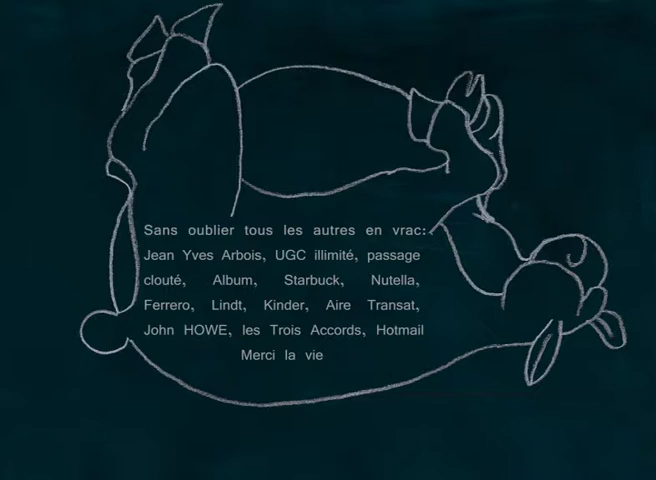 Sans oublier tous les autres en vrac:
Jean Yves Arbois, UGC illimité, passage
clouté, Album, Starbuck, Nutella,
Ferrero, Lindt, Kinder, Aire Transat,
John HOWE, les Trois Accords, Hotmail
Merci la vie